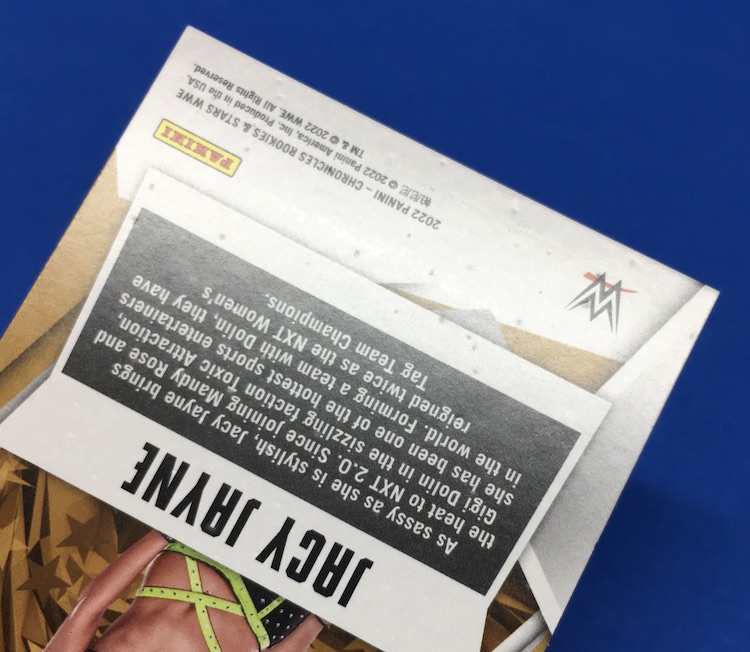 JACY JAYNE
As sassy as she is stylish, Jacy Jayne brings
the heat to NXT 2.0. Since joining Mandy Rose and
Gigi Dolin in the sizzling faction Toxic Attraction,
she has been one of the hottest sports entertainers
in the world. Forming a team with Dolin, they have
reigned twice as the NXT Women's
Tag Team Champions.
2022 PANINI – CHRONICLES ROOKIES & STARS WWE
帕尼尼 © 2022 Panini America, Inc. Produced in the USA.
TM & © 2022 WWE. All Rights Reserved.
PANINI
W